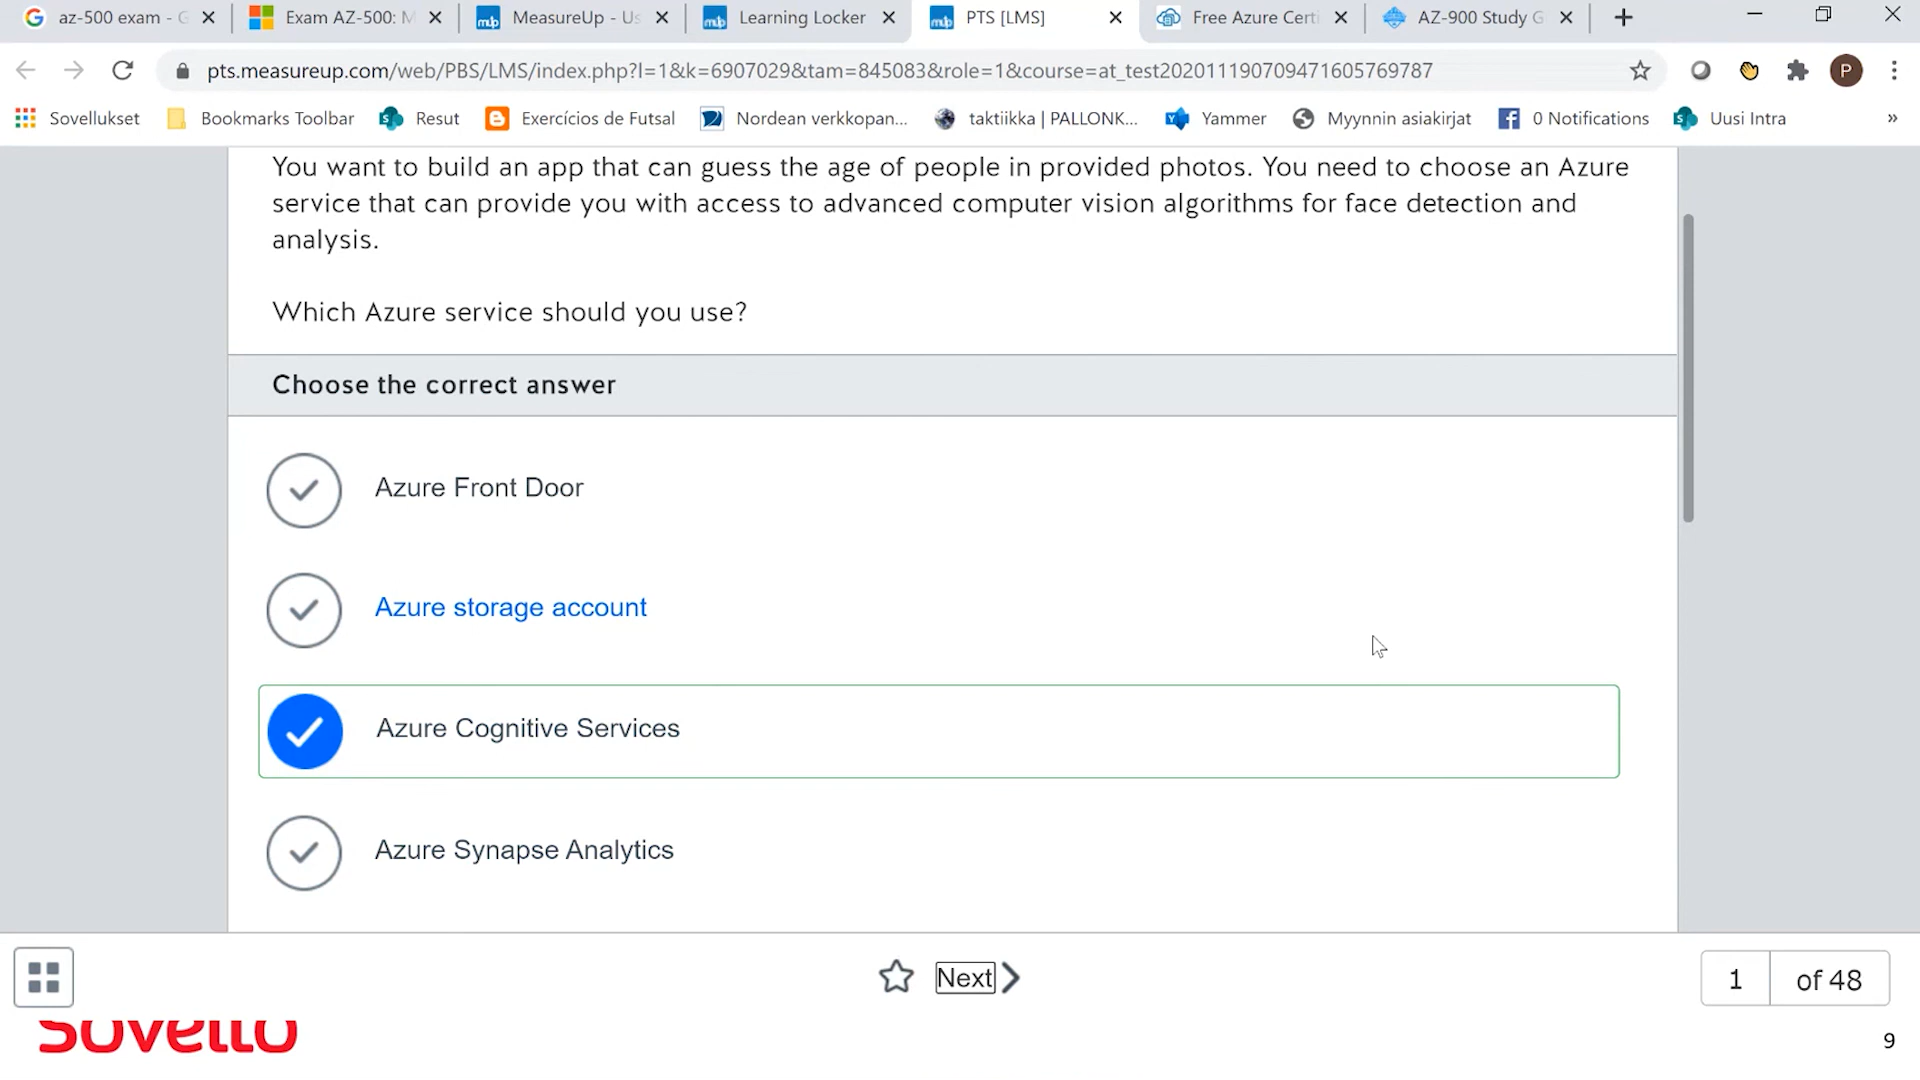 az-500 exam - G
Exam AZ-500: M
MeasureUp - Us
Learning Locker
PTS [LMS]
Free Azure Certi
AZ-900 Study G
pts.measureup.com/web/PBS/LMS/index.php?l=1&k=6907029&tam=845083&role=1&course=at_test202011190709471605769787
P
Sovellukset
Bookmarks Toolbar
Resut
Exercícios de Futsal
Nordean verkkopan...
taktiikka | PALLONK...
Yammer
Myynnin asiakirjat
0 Notifications
Uusi Intra
»
You want to build an app that can guess the age of people in provided photos. You need to choose an Azure
service that can provide you with access to advanced computer vision algorithms for face detection and
analysis.
Which Azure service should you use?
Choose the correct answer
Azure Front Door
Azure storage account
Azure Cognitive Services
Azure Synapse Analytics
Next
1 of 48
sovelto
9